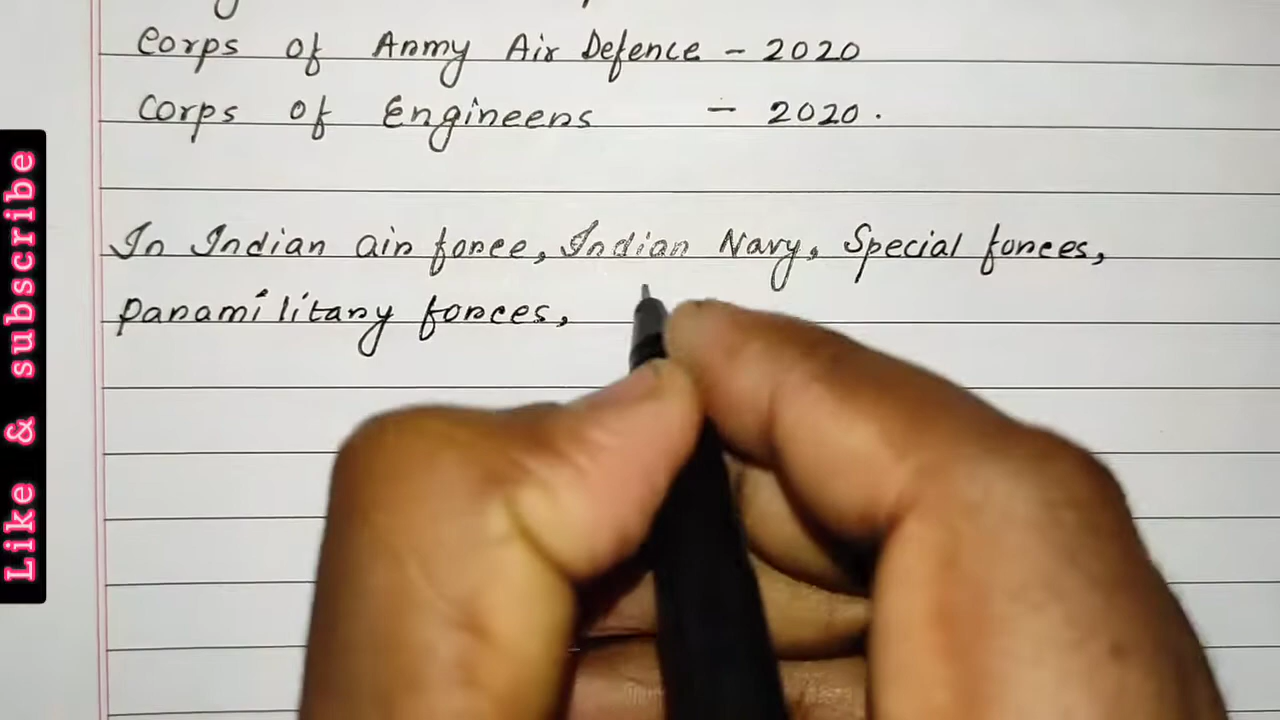 Corps of Army Air Defence - 2020
Corps of Engineers - 2020.
In Indian air force, Indian Navy, Special forces,
paramilitary forces,
Like & subscribe